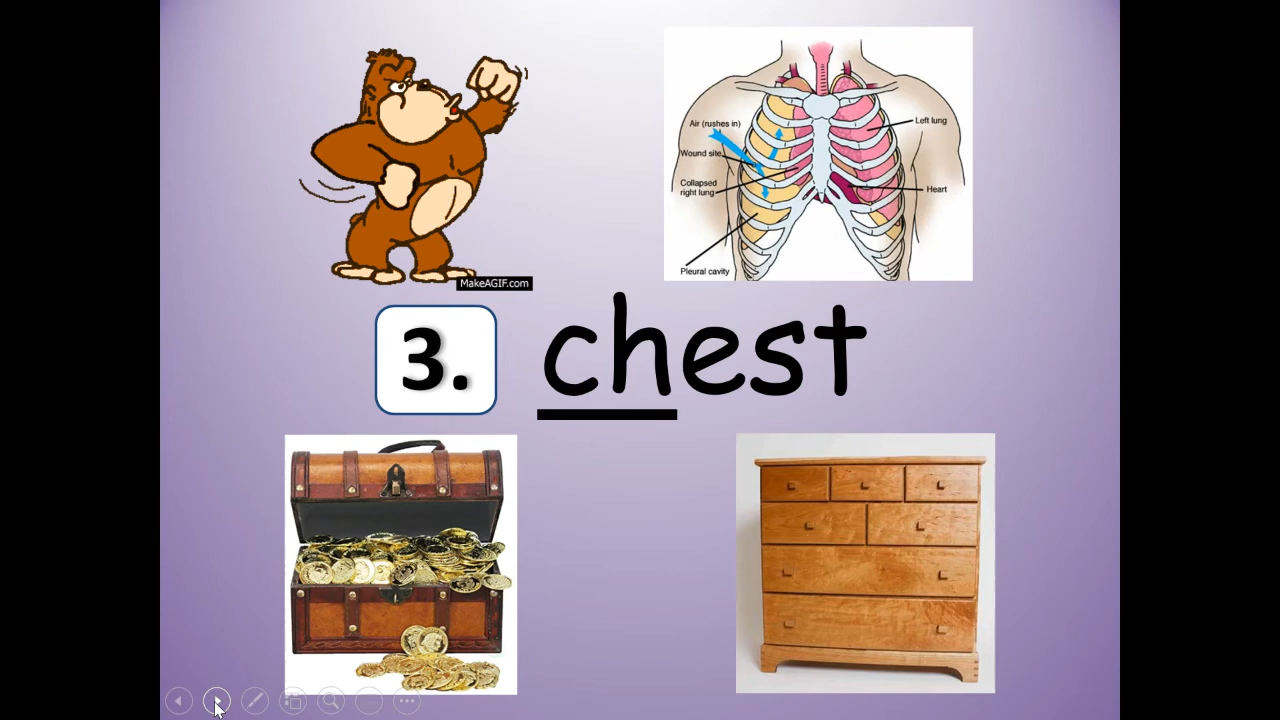 Air (rushes in)
Left lung
Wound site
Collapsed
right lung
Heart
Pleural cavity
MakeAGIF.com
3. chest